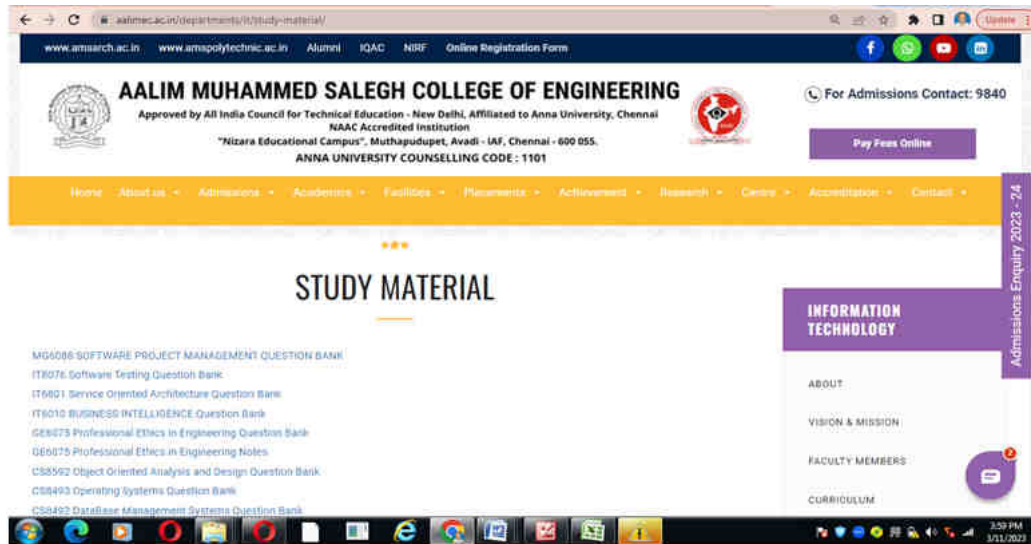 aalimec.ac.in/departments/it/study-material/
Update
www.amsarch.ac.in www.amspolytechnic.ac.in Alumni IQAC NIRF Online Registration Form
AALIM MUHAMMED SALEGH COLLEGE OF ENGINEERING
Approved by All India Council for Technical Education - New Delhi, Affiliated to Anna University, Chennai
NAAC Accredited Institution
"Nizara Educational Campus", Muthapudupet, Avadi - IAF, Chennai - 600 055.
ANNA UNIVERSITY COUNSELLING CODE : 1101
For Admissions Contact: 9840
Pay Fees Online
Home About us Admissions Academics Facilities Placements Achievement Research Centre Accreditation Contact
Admissions Enquiry 2023 - 24
STUDY MATERIAL
MG6088 SOFTWARE PROJECT MANAGEMENT QUESTION BANK
IT8076 Software Testing Question Bank
IT6801 Service Oriented Architecture Question Bank
IT6010 BUSINESS INTELLIGENCE Question Bank
GE6075 Professional Ethics in Engineering Question Bank
GE6075 Professional Ethics in Engineering Notes
CS8592 Object Oriented Analysis and Design Question Bank
CS8493 Operating Systems Question Bank
CS8492 DataBase Management Systems Question Bank
INFORMATION
TECHNOLOGY
ABOUT
VISION & MISSION
FACULTY MEMBERS
CURRICULUM
2
3:59 PM
3/11/2023